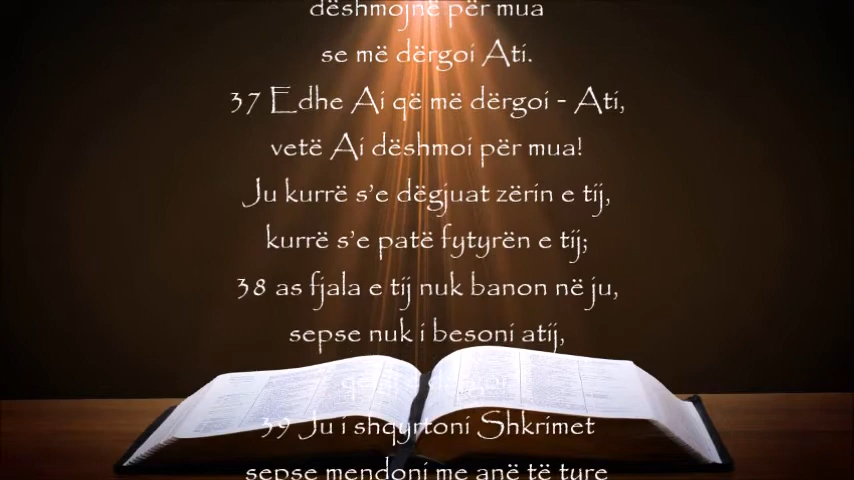 dëshmojnë për mua
se më dërgoi Ati.
37 Edhe Ai që më dërgoi - Ati,
vetë Ai dëshmoi për mua!
Ju kurrë s'e dëgjuat zërin e tij,
kurrë s'e patë fytyrën e tij;
38 as fjala e tij nuk banon në ju,
sepse nuk i besoni atij,
39 Ju i shqyrtoni Shkrimet
sepse mendoni me anë të tyre